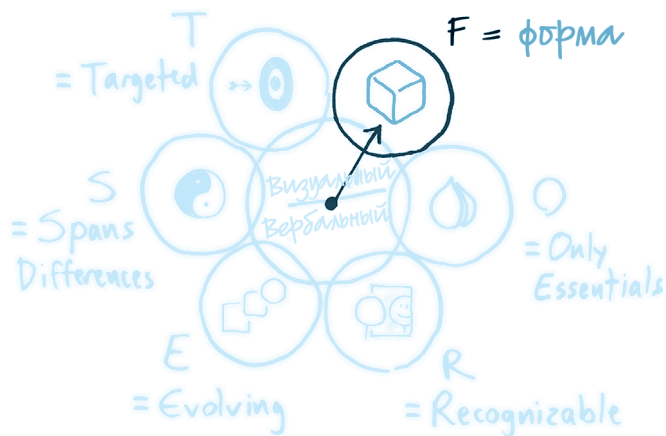 T
= Targeted
F = форма
Визуальный
Вербальный
S
= Spans
Differences
O
= Only
Essentials
E
= Evolving
R
= Recognizable